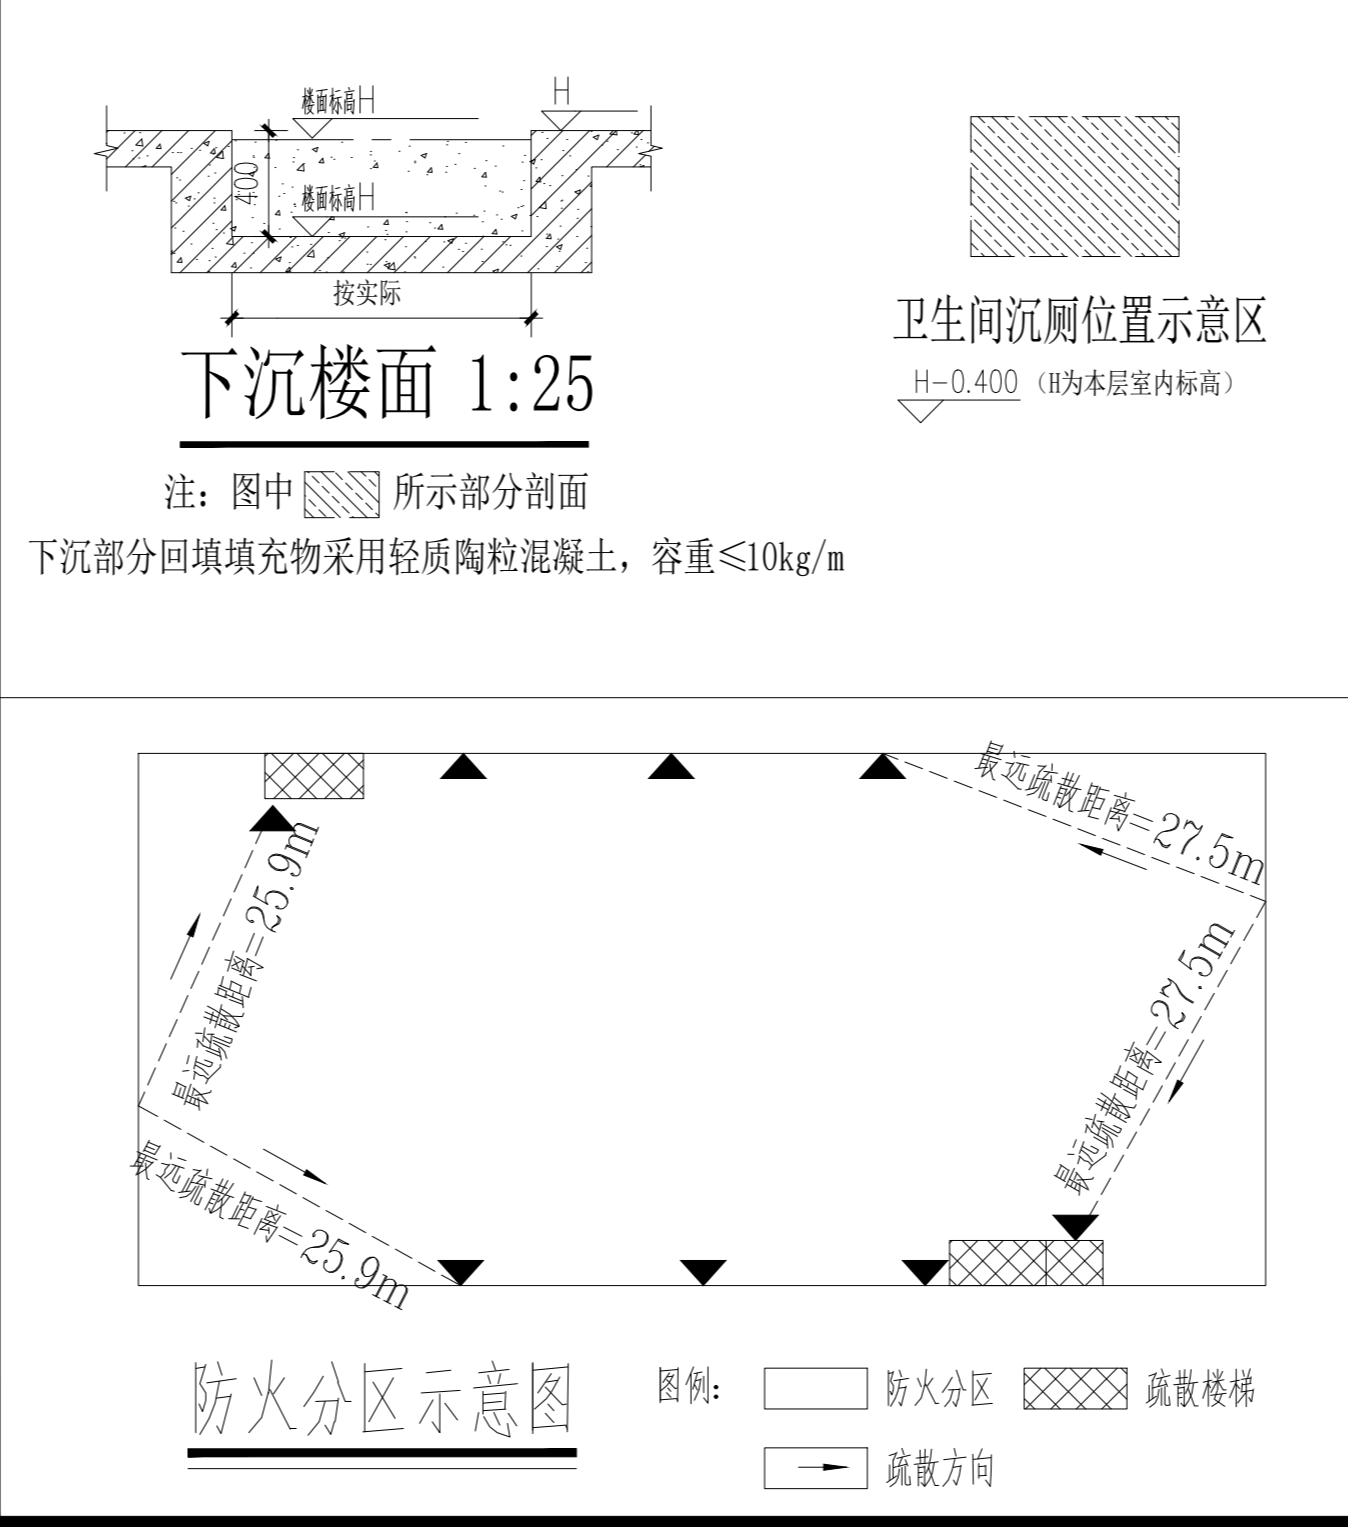 楼面标高H
H
400
楼面标高H
按实际
下沉楼面 1:25
注：图中 所示部分剖面
下沉部分回填填充物采用轻质陶粒混凝土，容重≤10kg/m
卫生间沉厕位置示意区
H-0.400（H为本层室内标高）
最远疏散距离=27.5m
最远疏散距离=25.9m
最远疏散距离=27.5m
最远疏散距离=25.9m
防火分区示意图
图例：
防火分区
疏散楼梯
疏散方向